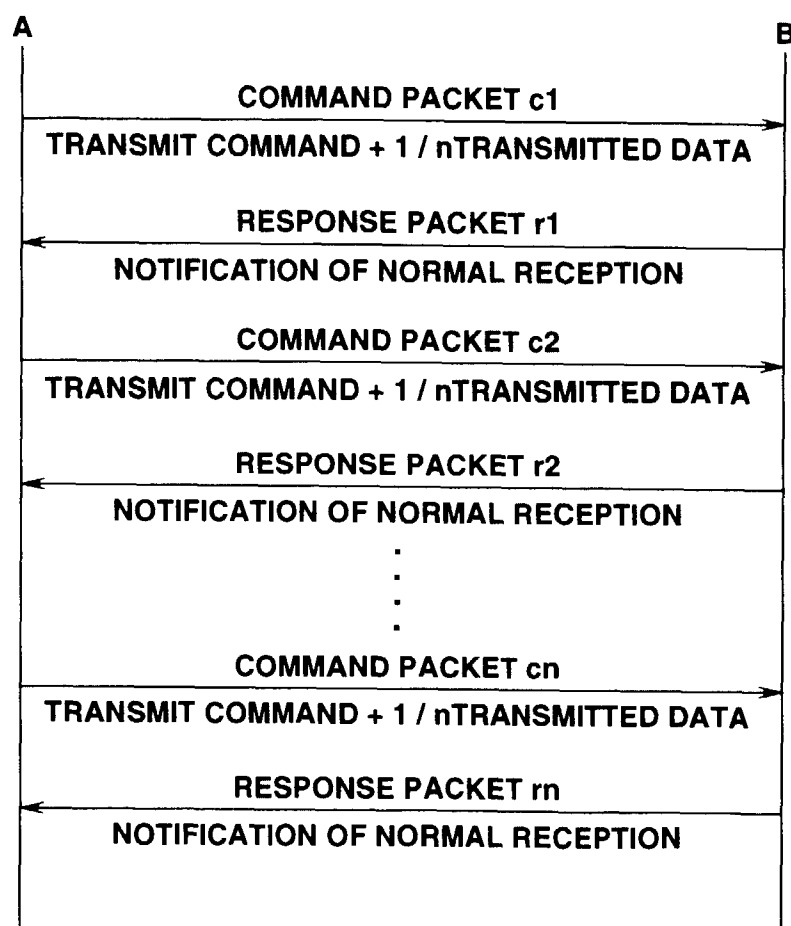 A
B
COMMAND PACKET c1
TRANSMIT COMMAND + 1 / nTRANSMITTED DATA
RESPONSE PACKET r1
NOTIFICATION OF NORMAL RECEPTION
COMMAND PACKET c2
TRANSMIT COMMAND + 1 / nTRANSMITTED DATA
RESPONSE PACKET r2
NOTIFICATION OF NORMAL RECEPTION
COMMAND PACKET cn
TRANSMIT COMMAND + 1 / nTRANSMITTED DATA
RESPONSE PACKET rn
NOTIFICATION OF NORMAL RECEPTION